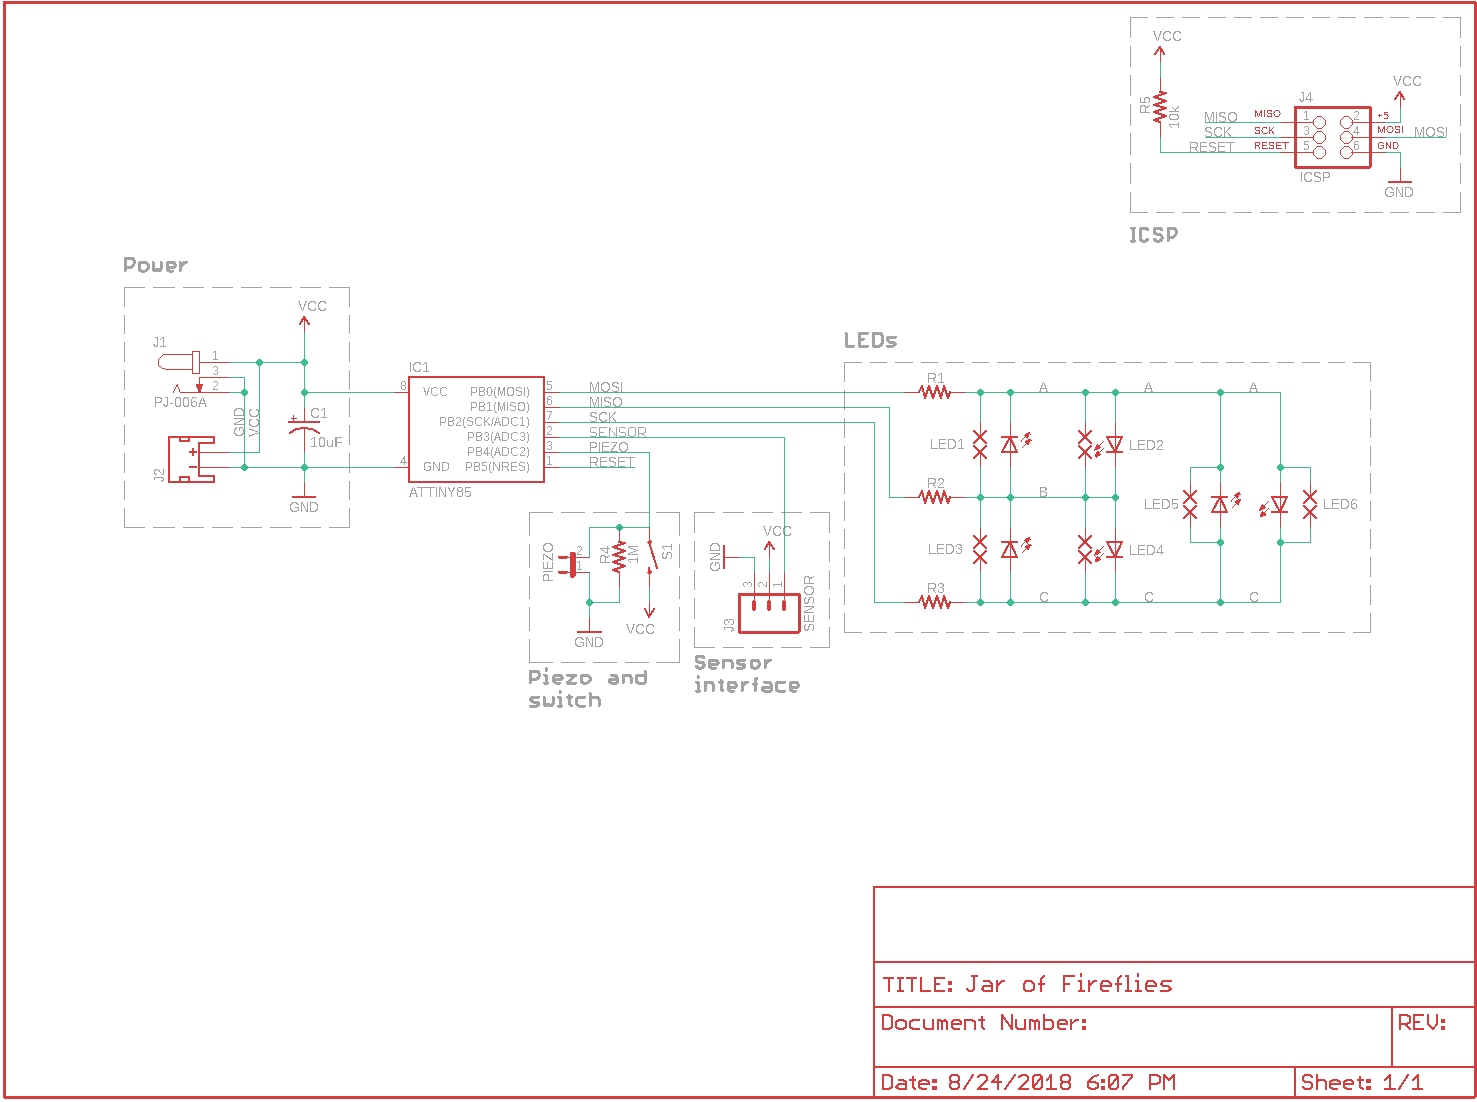 VCC
R5
10k
J4
VCC
MISO MISO 1 2 +5
SCK SCK 3 4 MOSI MOSI
RESET RESET 5 6 GND
ICSP
GND
ICSP
Power
VCC
J1
1
3
2
PJ-006A
GND
VCC
+ C1
10uF
J2
+
-
GND
IC1
8 VCC PB0(MOSI) 5 MOSI
PB1(MISO) 6 MISO
PB2(SCK/ADC1) 7 SCK
PB3(ADC3) 2 SENSOR
PB4(ADC2) 3 PIEZO
4 GND PB5(NRES) 1 RESET
ATTINY85
PIEZO
2
1
R4
1M
S1
GND
VCC
Piezo and
switch
GND
VCC
3 2 1
J3
SENSOR
Sensor
interface
LEDs
R1 A A A
LED1 LED2
R2 B
LED5 LED6
LED3 LED4
R3 C C C
TITLE: Jar of Fireflies
Document Number: REV:
Date: 8/24/2018 6:07 PM Sheet: 1/1